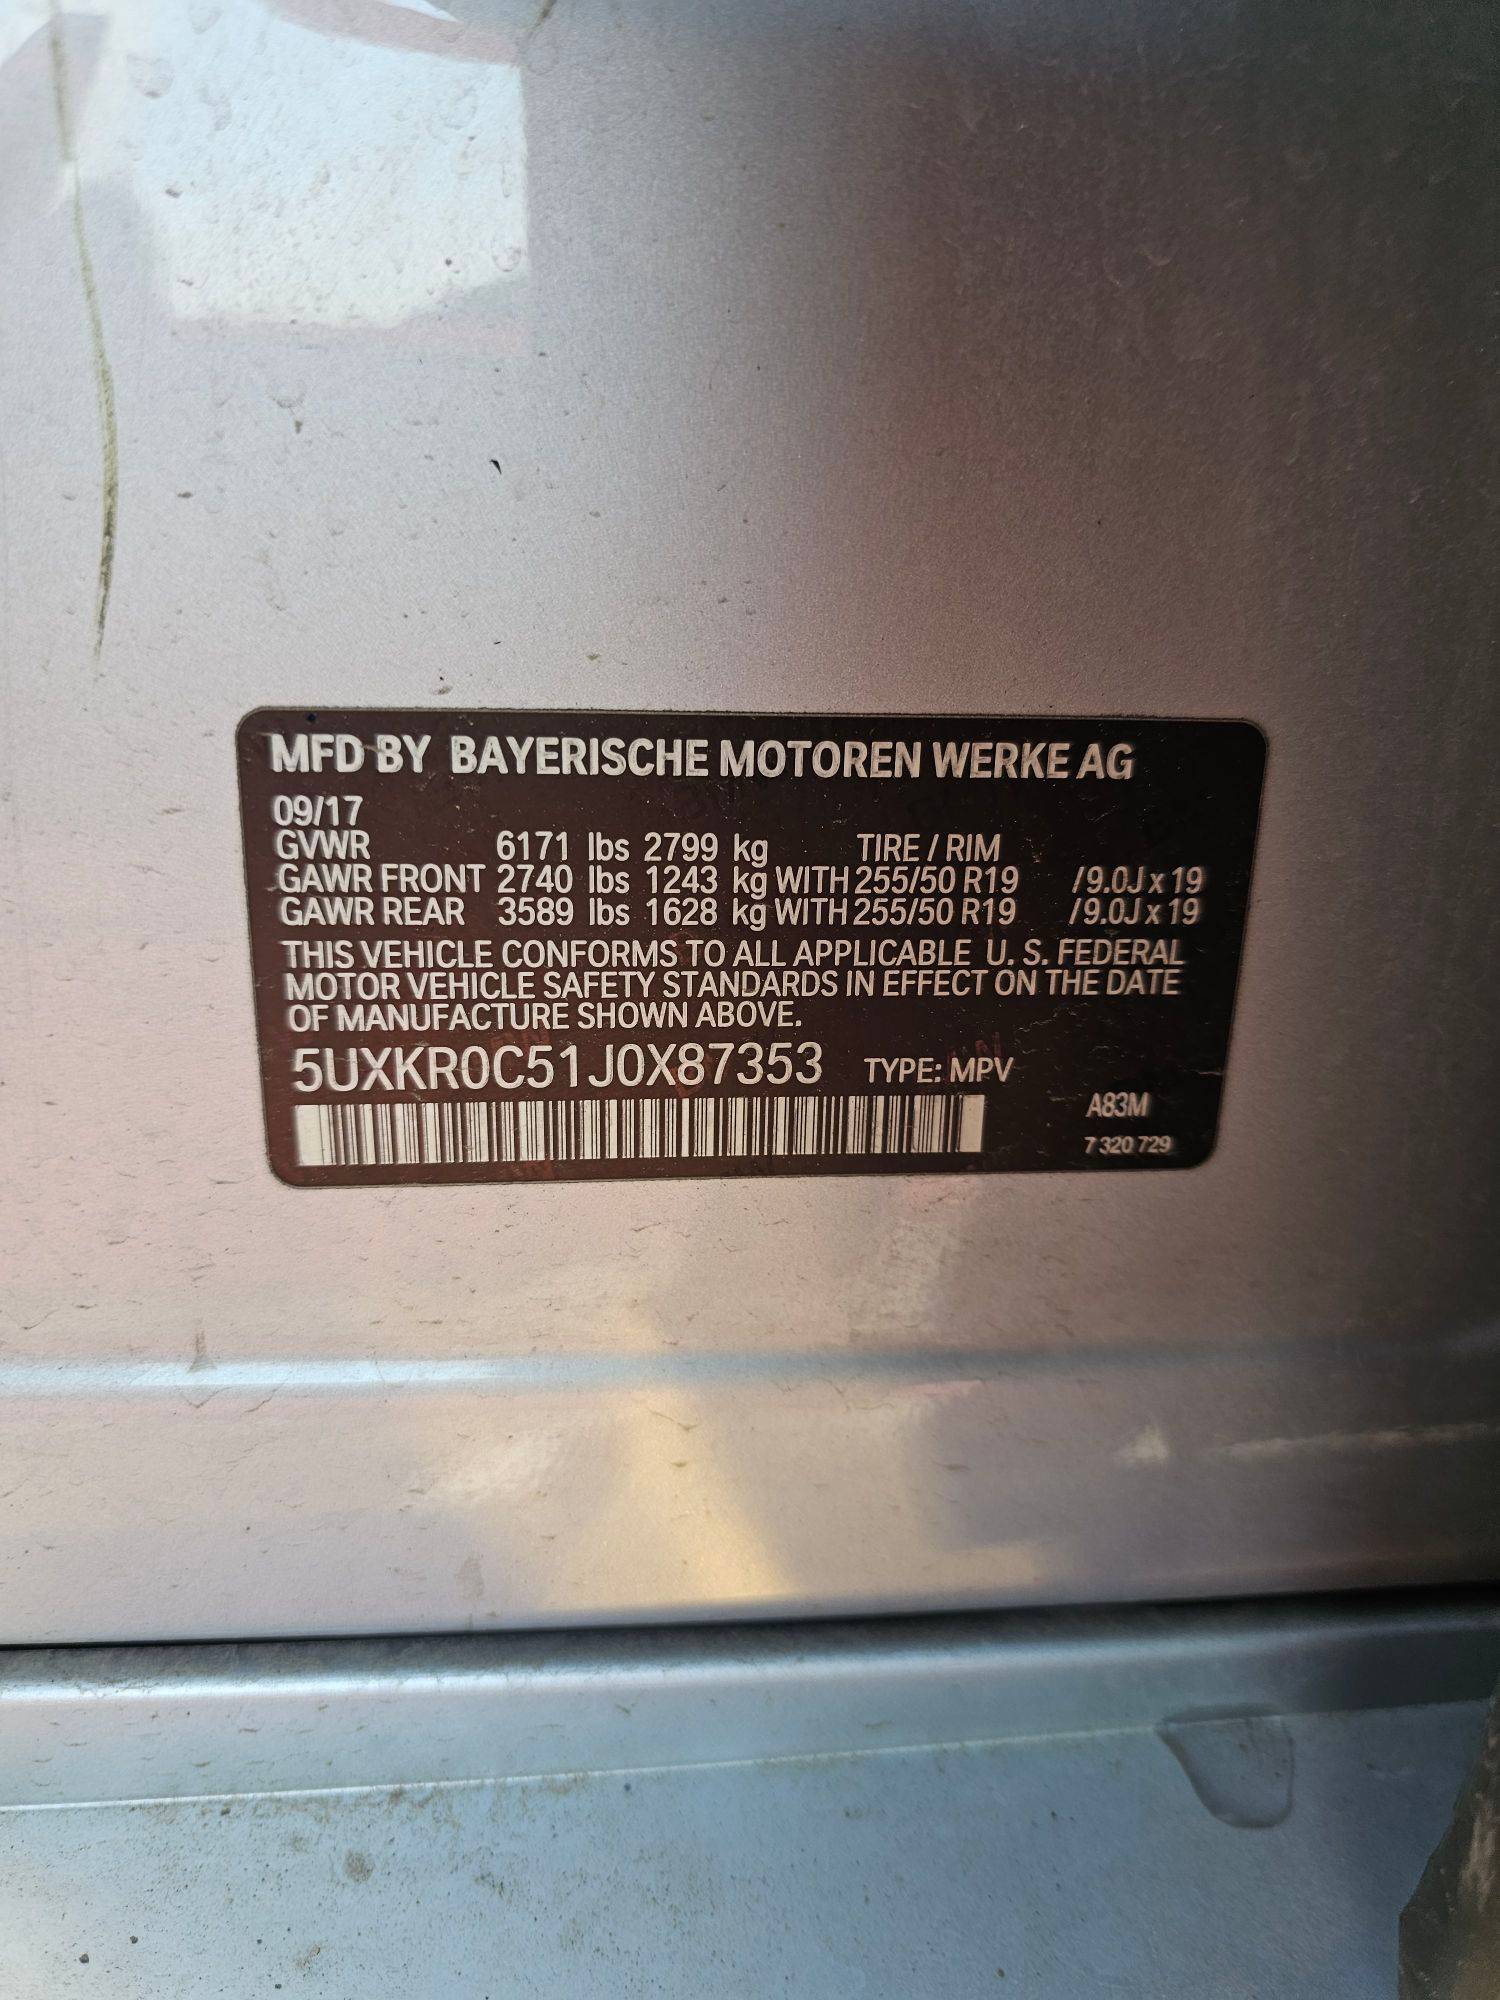 MFD BY BAYERISCHE MOTOREN WERKE AG
09/17
GVWR 6171 lbs 2799 kg TIRE / RIM
GAWR FRONT 2740 lbs 1243 kg WITH 255/50 R19 /9.0J x 19
GAWR REAR 3589 lbs 1628 kg WITH 255/50 R19 /9.0J x 19
THIS VEHICLE CONFORMS TO ALL APPLICABLE U. S. FEDERAL
MOTOR VEHICLE SAFETY STANDARDS IN EFFECT ON THE DATE
OF MANUFACTURE SHOWN ABOVE.
5UXKR0C51J0X87353 TYPE: MPV
A83M
7 320 729